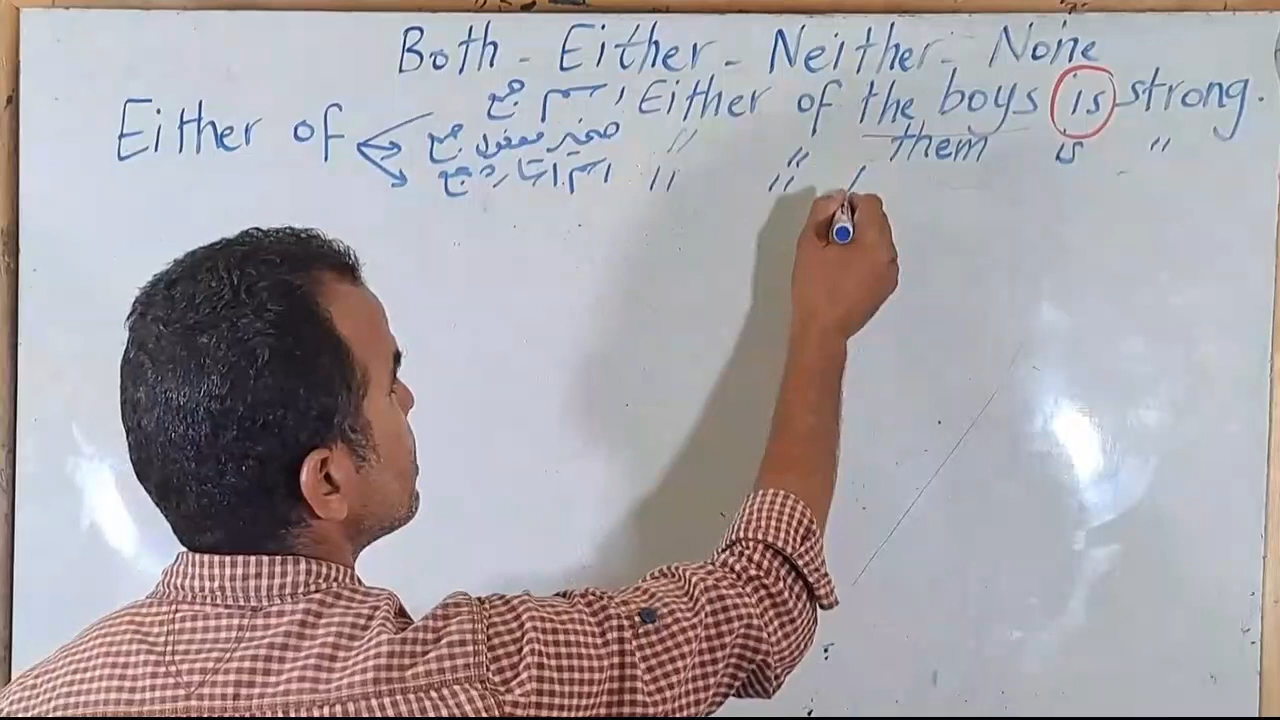 Both - Either - Neither - None
Either of اسم جمع Either of the boys is strong.
ضمير مفعول جمع " " them is "
اسم اشارة جمع " "